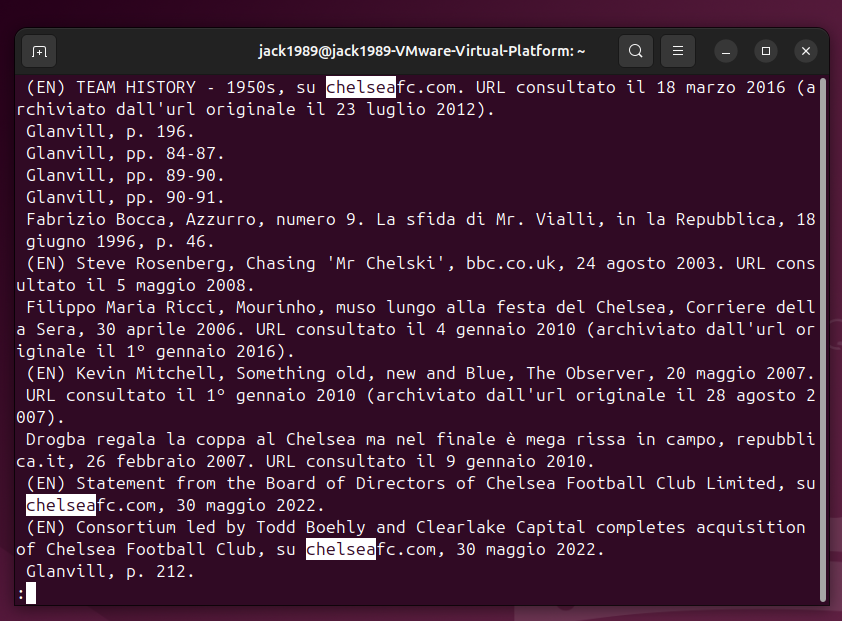 jack1989@jack1989-VMware-Virtual-Platform: ~
(EN) TEAM HISTORY - 1950s, su chelseafc.com. URL consultato il 18 marzo 2016 (a
rchiviato dall'url originale il 23 luglio 2012).
Glanvill, p. 196.
Glanvill, pp. 84-87.
Glanvill, pp. 89-90.
Glanvill, pp. 90-91.
Fabrizio Bocca, Azzurro, numero 9. La sfida di Mr. Vialli, in la Repubblica, 18
giugno 1996, p. 46.
(EN) Steve Rosenberg, Chasing 'Mr Chelski', bbc.co.uk, 24 agosto 2003. URL cons
ultato il 5 maggio 2008.
Filippo Maria Ricci, Mourinho, muso lungo alla festa del Chelsea, Corriere dell
a Sera, 30 aprile 2006. URL consultato il 4 gennaio 2010 (archiviato dall'url or
iginale il 1º gennaio 2016).
(EN) Kevin Mitchell, Something old, new and Blue, The Observer, 20 maggio 2007.
URL consultato il 1º gennaio 2010 (archiviato dall'url originale il 28 agosto 2
007).
Drogba regala la coppa al Chelsea ma nel finale è mega rissa in campo, repubbli
ca.it, 26 febbraio 2007. URL consultato il 9 gennaio 2010.
(EN) Statement from the Board of Directors of Chelsea Football Club Limited, su
chelseafc.com, 30 maggio 2022.
(EN) Consortium led by Todd Boehly and Clearlake Capital completes acquisition
of Chelsea Football Club, su chelseafc.com, 30 maggio 2022.
Glanvill, p. 212.
: